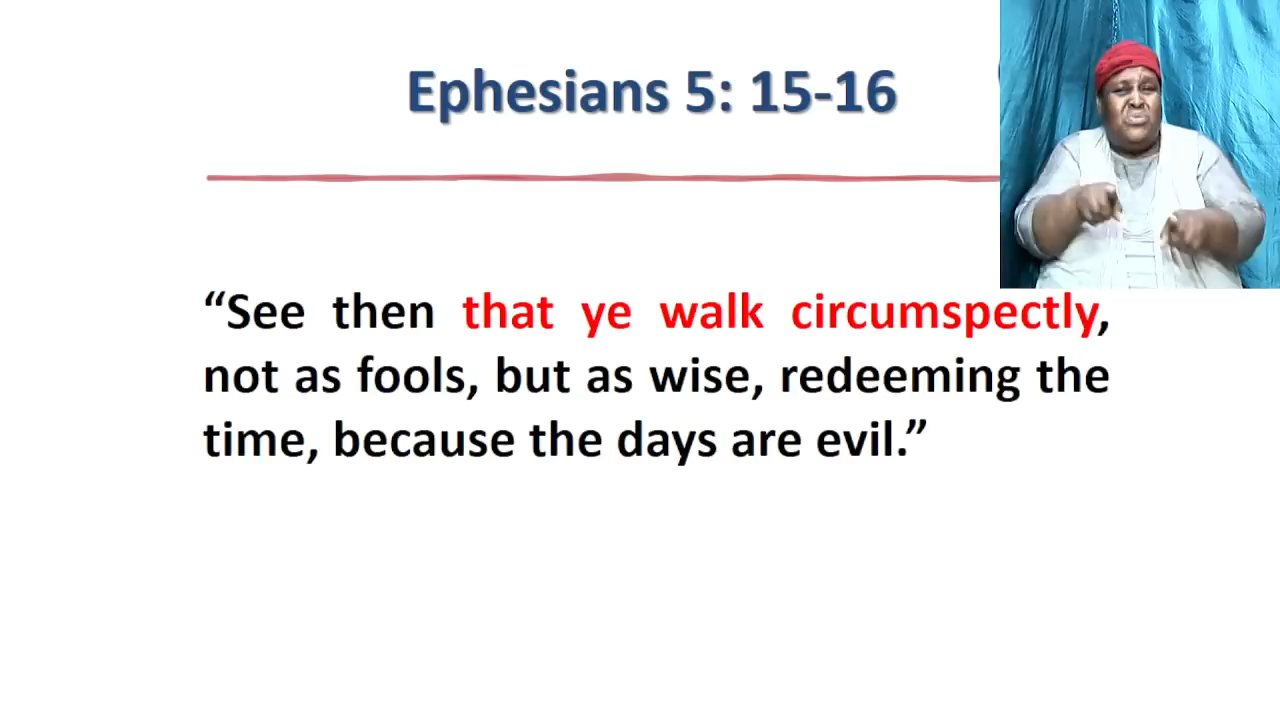 Ephesians 5: 15-16
“See then that ye walk circumspectly,
not as fools, but as wise, redeeming the
time, because the days are evil.”